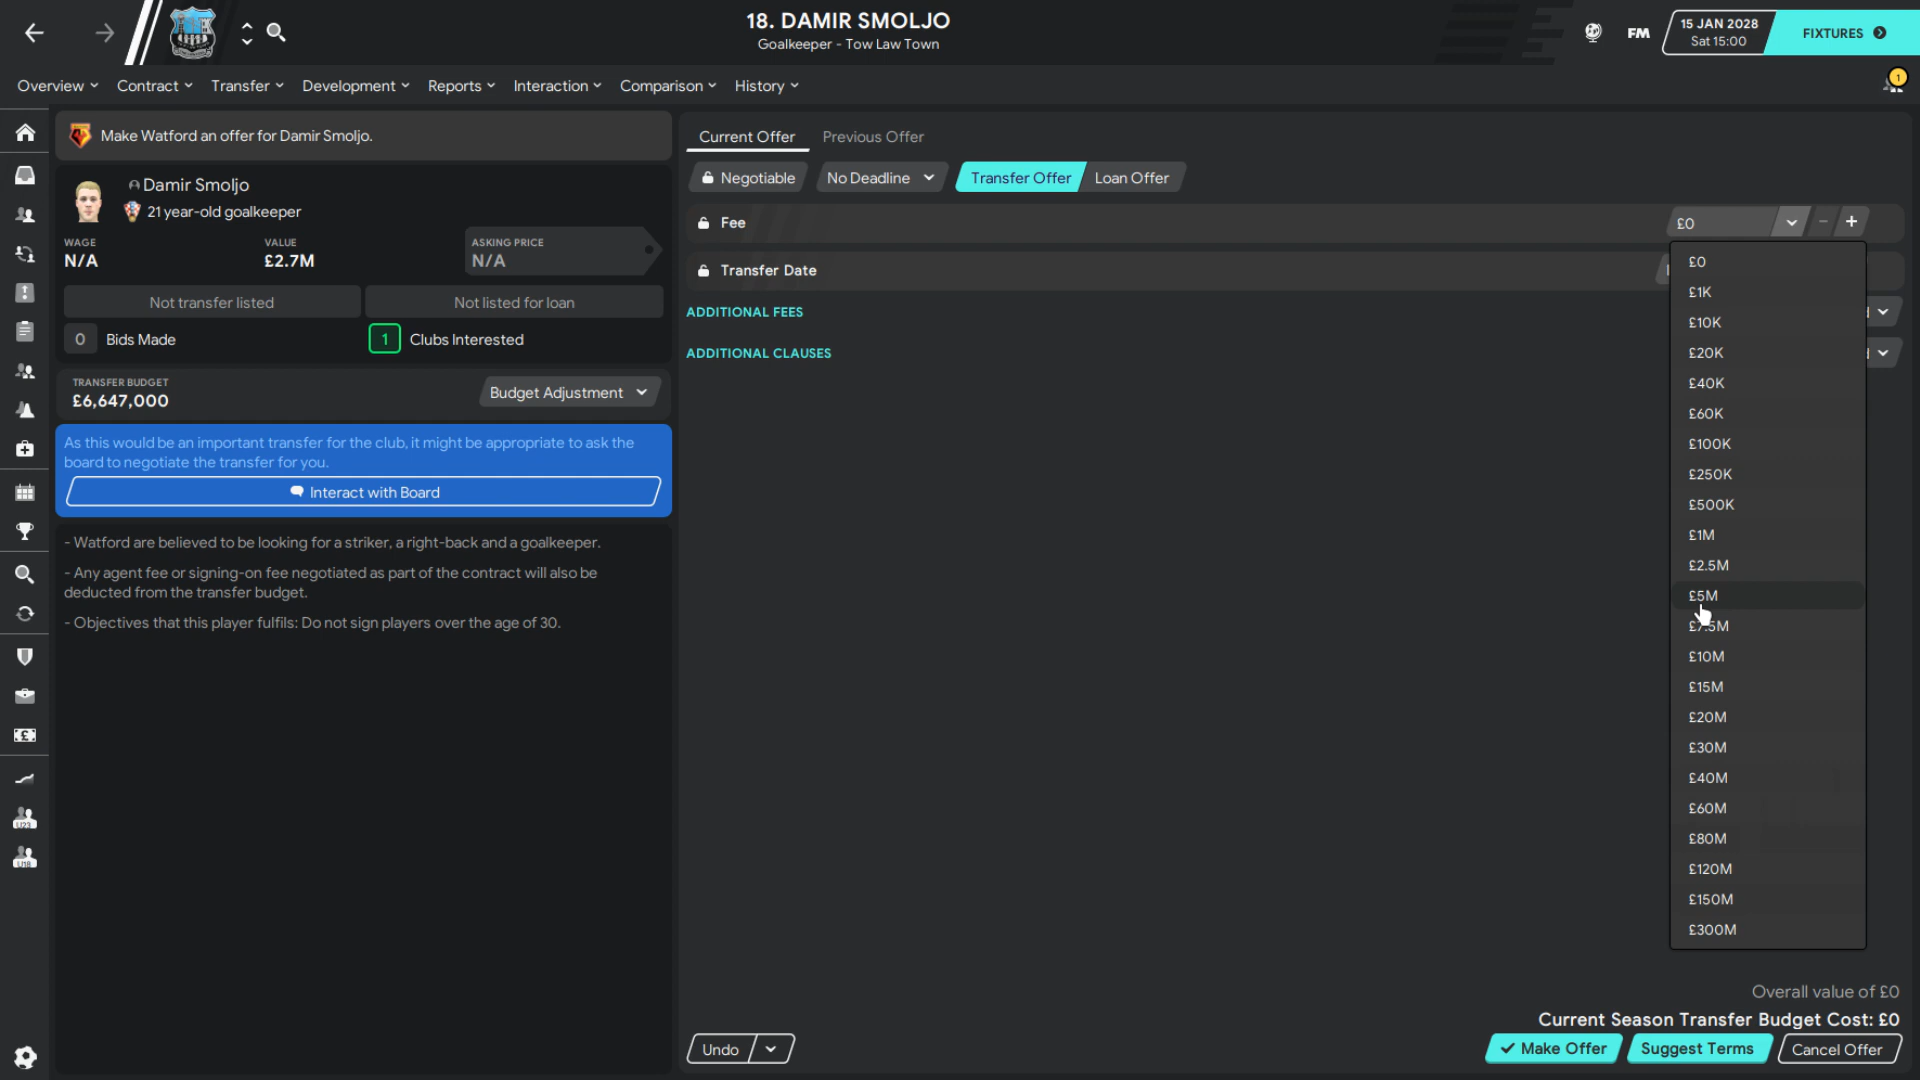 18. DAMIR SMOLJO
Goalkeeper - Tow Law Town
FM
15 JAN 2028
Sat 15:00
FIXTURES
Overview
Contract
Transfer
Development
Reports
Interaction
Comparison
History
1
Make Watford an offer for Damir Smoljo.
Damir Smoljo
21 year-old goalkeeper
WAGE
N/A
VALUE
£2.7M
ASKING PRICE
N/A
Not transfer listed
Not listed for loan
0 Bids Made
1 Clubs Interested
TRANSFER BUDGET
£6,647,000
Budget Adjustment
As this would be an important transfer for the club, it might be appropriate to ask the
board to negotiate the transfer for you.
Interact with Board
- Watford are believed to be looking for a striker, a right-back and a goalkeeper.
- Any agent fee or signing-on fee negotiated as part of the contract will also be
deducted from the transfer budget.
- Objectives that this player fulfils: Do not sign players over the age of 30.
U23
U18
Current Offer
Previous Offer
Negotiable
No Deadline
Transfer Offer
Loan Offer
Fee
£0
Transfer Date
ADDITIONAL FEES
ADDITIONAL CLAUSES
£0
£1K
£10K
£20K
£40K
£60K
£100K
£250K
£500K
£1M
£2.5M
£5M
£7.5M
£10M
£15M
£20M
£30M
£40M
£60M
£80M
£120M
£150M
£300M
Overall value of £0
Current Season Transfer Budget Cost: £0
Undo
Make Offer
Suggest Terms
Cancel Offer